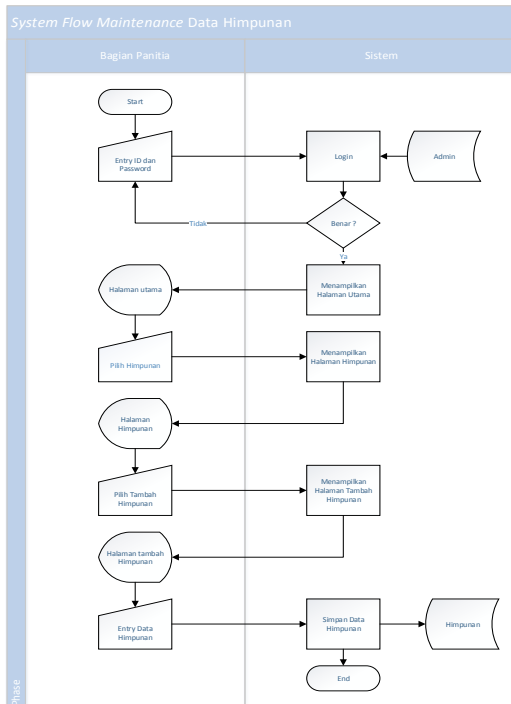 System Flow Maintenance Data Himpunan
Bagian Panitia
Sistem
Start
Entry ID dan
Password
Login
Admin
Benar ?
Tidak
Ya
Halaman utama
Menampilkan
Halaman Utama
Pilih Himpunan
Menampilkan
Halaman Himpunan
Halaman
Himpunan
Pilih Tambah
Himpunan
Menampilkan
Halaman Tambah
Himpunan
Halaman tambah
Himpunan
Entry Data
Himpunan
Simpan Data
Himpunan
Himpunan
End
Phase